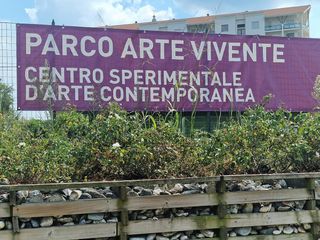 PARCO ARTE VIVENTE
CENTRO SPERIMENTALE
D'ARTE CONTEMPORANEA